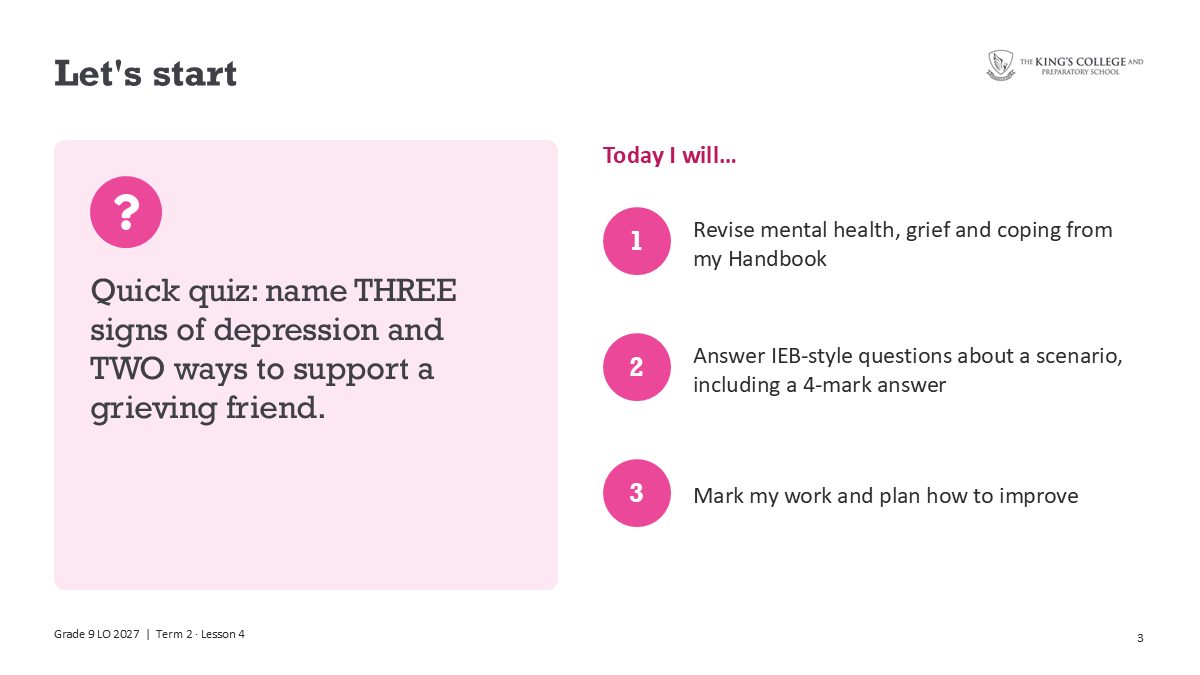 Let's start
THE KING'S COLLEGE AND
PREPARATORY SCHOOL
?
Quick quiz: name THREE
signs of depression and
TWO ways to support a
grieving friend.
Today I will...
1
Revise mental health, grief and coping from
my Handbook
2
Answer IEB-style questions about a scenario,
including a 4-mark answer
3
Mark my work and plan how to improve
Grade 9 LO 2027 | Term 2 · Lesson 4
3